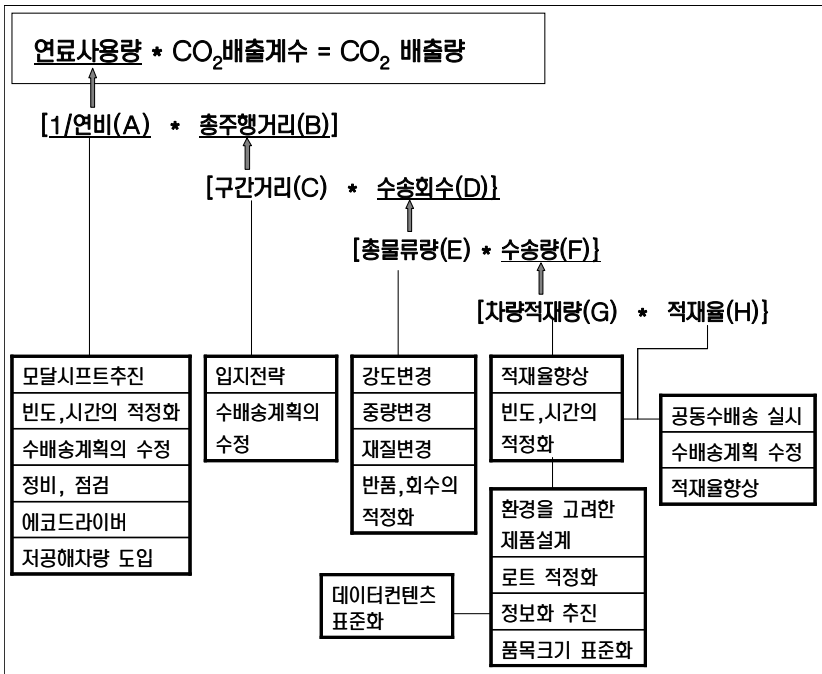 연료사용량 * CO₂배출계수 = CO₂ 배출량
[1/연비(A) * 총주행거리(B)]
[구간거리(C) * 수송회수(D)}
[총물류량(E) * 수송량(F)}
[차량적재량(G) * 적재율(H)}
모달시프트추진
빈도,시간의 적정화
수배송계획의 수정
정비, 점검
에코드라이버
저공해차량 도입
입지전략
수배송계획의
수정
강도변경
중량변경
재질변경
반품,회수의
적정화
적재율향상
빈도,시간의
적정화
공동수배송 실시
수배송계획 수정
적재율향상
환경을 고려한
제품설계
로트 적정화
정보화 추진
품목크기 표준화
데이터컨텐츠
표준화